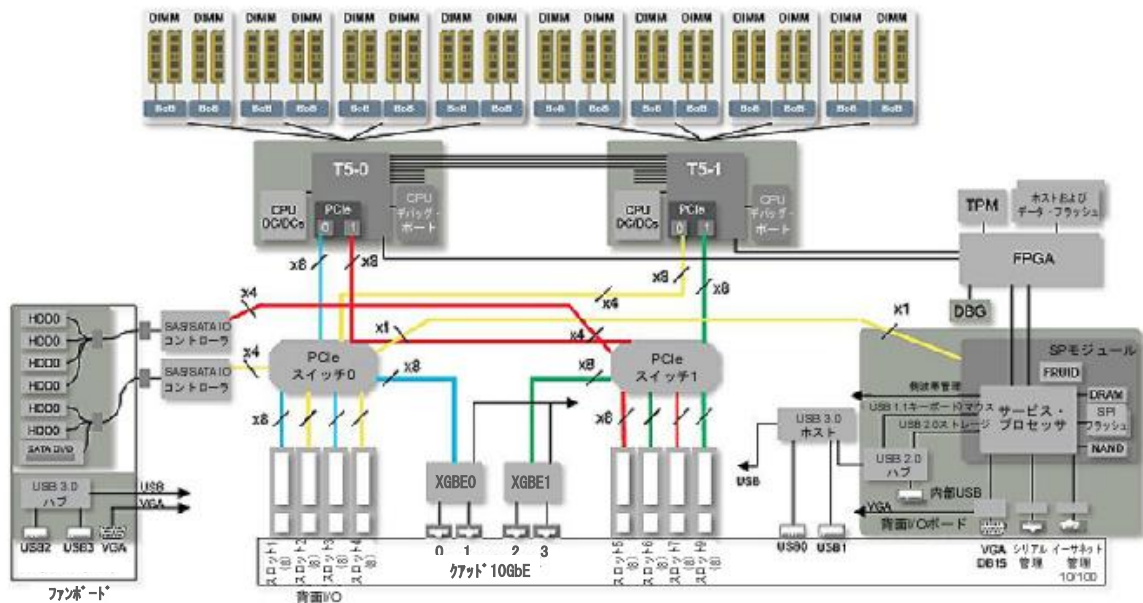 DIMM DIMM DIMM DIMM DIMM DIMM DIMM DIMM DIMM DIMM DIMM DIMM DIMM DIMM DIMM DIMM
BoB BoB BoB BoB BoB BoB BoB BoB BoB BoB BoB BoB BoB BoB BoB BoB
T5-0
T5-1
CPU
DC/DCs
PCIe
0 1
CPU
デバッグ・
ポート
CPU
DC/DCs
PCIe
0 1
CPU
デバッグ・
ポート
TPM
ホストおよび
データ・フラッシュ
FPGA
DBG
x8
x8
x8
x8
x4
x4
x1
x4
x1
x4
HDD0
HDD0
HDD0
HDD0
HDD0
HDD0
SATA DVD
SAS/SATA IO
コントローラ
SAS/SATA IO
コントローラ
PCIe
スイッチ0
PCIe
スイッチ1
x8
x8
x8
x8
SPモジュール
FRUID
側波帯管理
DRAM
USB 1.1キーボード/マウス
サービス・
プロセッサ
SPI
フラッシュ
USB 2.0ストレージ
NAND
USB 3.0
ホスト
USB 2.0
ハブ
内部USB
USB
VGA
背面I/Oボード
USB 3.0
ハブ
USB
VGA
USB2
USB3
VGA
XGBE0
XGBE1
0 1 2 3
クアッド 10GbE
スロット1
(8)
スロット2
(8)
スロット3
(8)
スロット4
(8)
スロット5
(8)
スロット6
(8)
スロット7
(8)
スロット9
(8)
USB0
USB1
VGA
DB15
シリアル
管理
イーサネット
管理
10/100
ファンボード
背面I/O